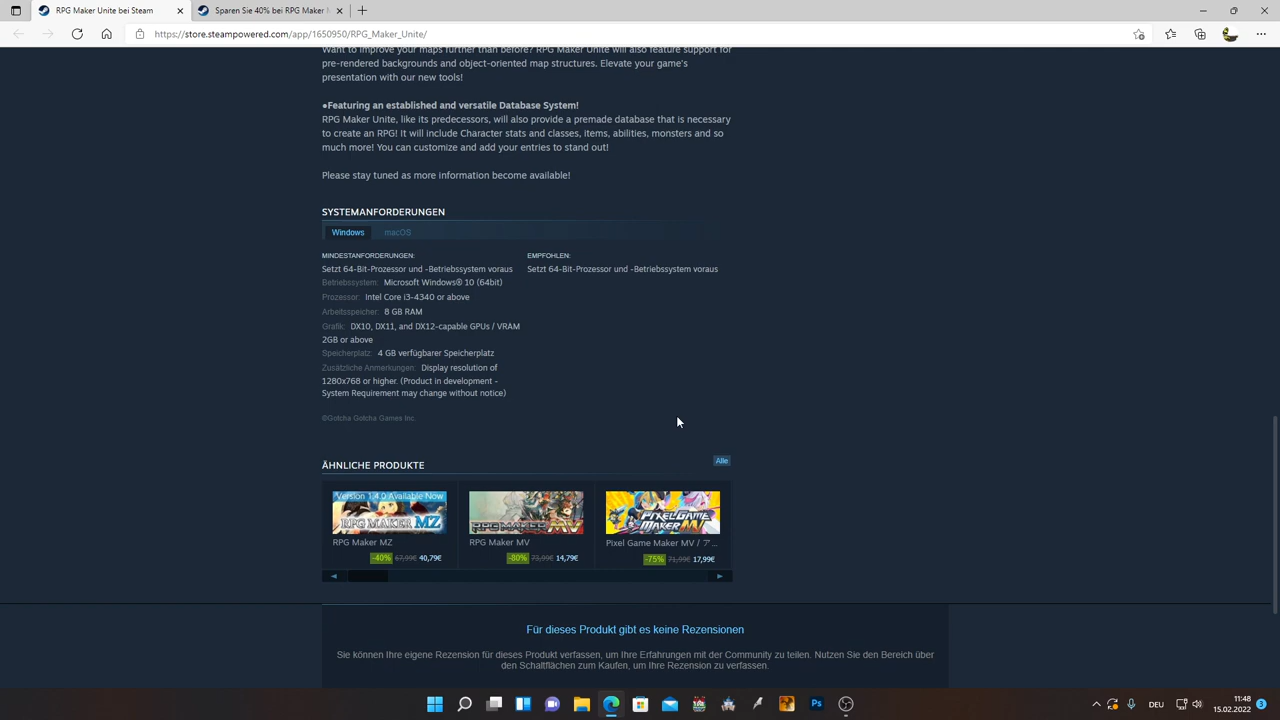 RPG Maker Unite bei Steam
Sparen Sie 40% bei RPG Maker M
https://store.steampowered.com/app/1650950/RPG_Maker_Unite/
Want to improve your maps further than before? RPG Maker Unite will also feature support for
pre-rendered backgrounds and object-oriented map structures. Elevate your game's
presentation with our new tools!
●Featuring an established and versatile Database System!
RPG Maker Unite, like its predecessors, will also provide a premade database that is necessary
to create an RPG! It will include Character stats and classes, items, abilities, monsters and so
much more! You can customize and add your entries to stand out!
Please stay tuned as more information become available!
SYSTEMANFORDERUNGEN
Windows macOS
MINDESTANFORDERUNGEN:
Setzt 64-Bit-Prozessor und -Betriebssystem voraus
Betriebssystem: Microsoft Windows® 10 (64bit)
Prozessor: Intel Core i3-4340 or above
Arbeitsspeicher: 8 GB RAM
Grafik: DX10, DX11, and DX12-capable GPUs / VRAM
2GB or above
Speicherplatz: 4 GB verfügbarer Speicherplatz
Zusätzliche Anmerkungen: Display resolution of
1280x768 or higher. (Product in development -
System Requirement may change without notice)
EMPFOHLEN:
Setzt 64-Bit-Prozessor und -Betriebssystem voraus
©Gotcha Gotcha Games Inc.
ÄHNLICHE PRODUKTE
Alle
Version 1.4.0 Available Now
RPG MAKER MZ
RPG Maker MZ
-40% 67,99€ 40,79€
RPG MAKER MV
RPG Maker MV
-80% 73,99€ 14,79€
PIXEL GAME MAKER MV
Pixel Game Maker MV / ア...
-75% 71,99€ 17,99€
Für dieses Produkt gibt es keine Rezensionen
Sie können Ihre eigene Rezension für dieses Produkt verfassen, um Ihre Erfahrungen mit der Community zu teilen. Nutzen Sie den Bereich über
den Schaltflächen zum Kaufen, um Ihre Rezension zu verfassen.
Ps
DEU
11:48
15.02.2022
3